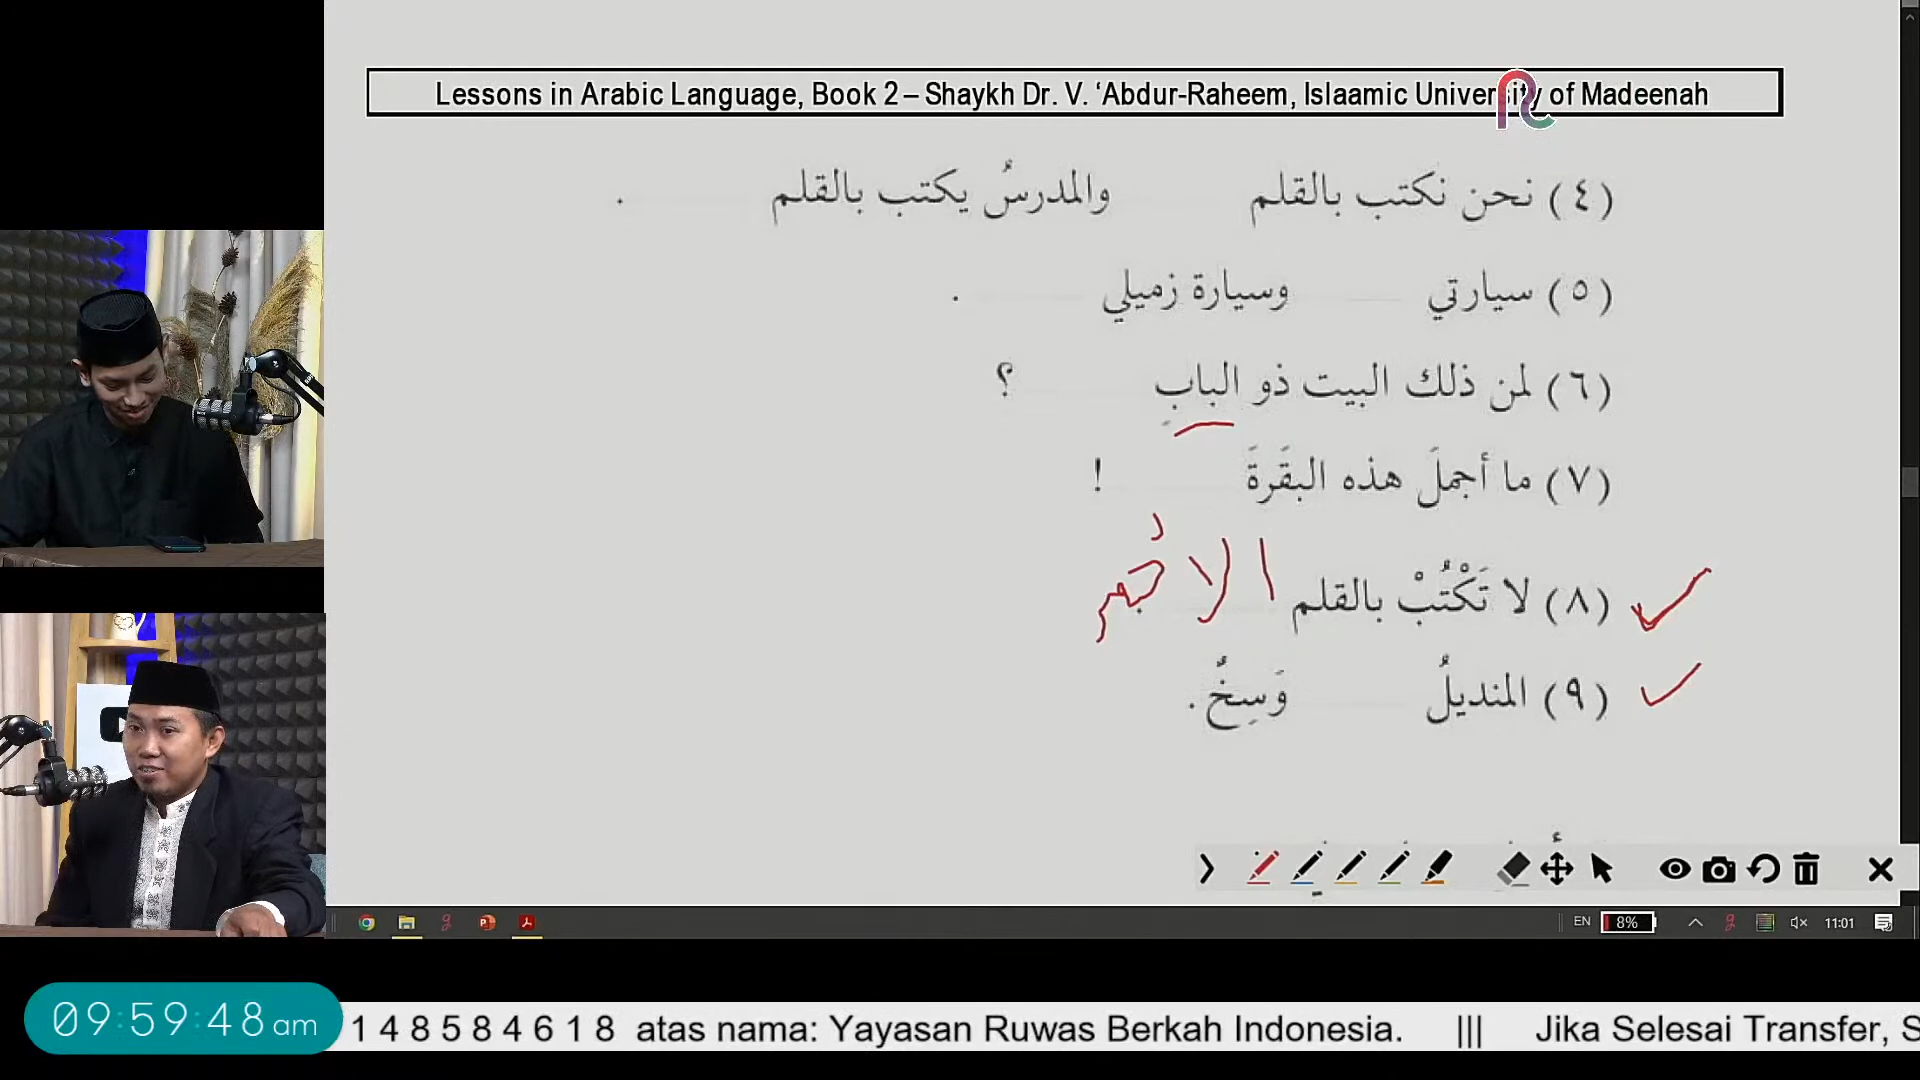 Lessons in Arabic Language, Book 2 – Shaykh Dr. V. ‘Abdur-Raheem, Islaamic University of Madeenah
(٤) نحن نكتب بالقلم والمدرسُ يكتب بالقلم .
(٥) سيارتي وسيارة زميلي .
(٦) لمن ذلك البيت ذو البابِ ؟
(٧) ما أجملَ هذه البقَرةَ !
(٨) لا تَكْتُبْ بالقلم الاحمر
(٩) المنديلُ وَسِخٌ .
EN 8% 11:01
09:59:48 am
1 4 8 5 8 4 6 1 8 atas nama: Yayasan Ruwas Berkah Indonesia. ||| Jika Selesai Transfer, S